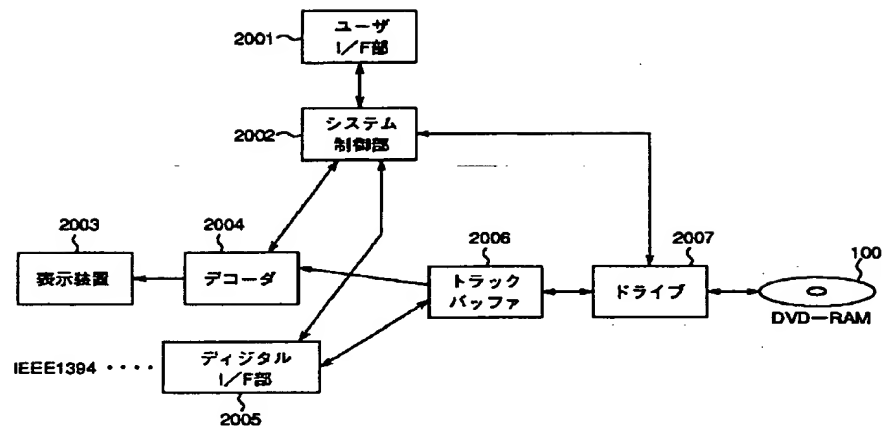 2001
ユーザ
I/F部
2002
システム
制御部
2003
表示装置
2004
デコーダ
2006
トラック
バッファ
2007
ドライブ
100
DVD-RAM
IEEE1394 ····
ディジタル
I/F部
2005